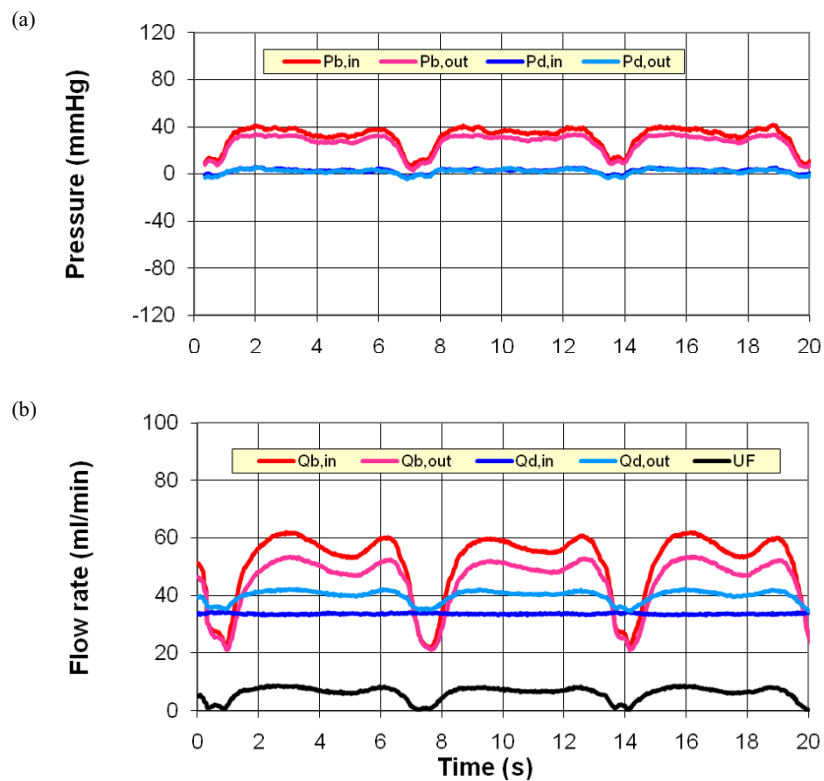 (a)
120
80
40
0
-40
-80
-120
Pressure (mmHg)
Pb,in Pb,out Pd,in Pd,out
0 2 4 6 8 10 12 14 16 18 20
(b)
100
80
60
40
20
0
Flow rate (ml/min)
Qb,in Qb,out Qd,in Qd,out UF
0 2 4 6 8 10 12 14 16 18 20
Time (s)